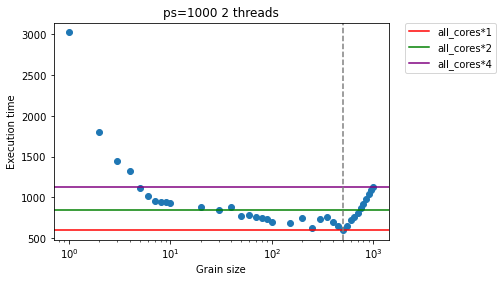 ps=1000 2 threads
Execution time
3000
2500
2000
1500
1000
500
10^0
10^1
10^2
10^3
Grain size
all_cores*1
all_cores*2
all_cores*4